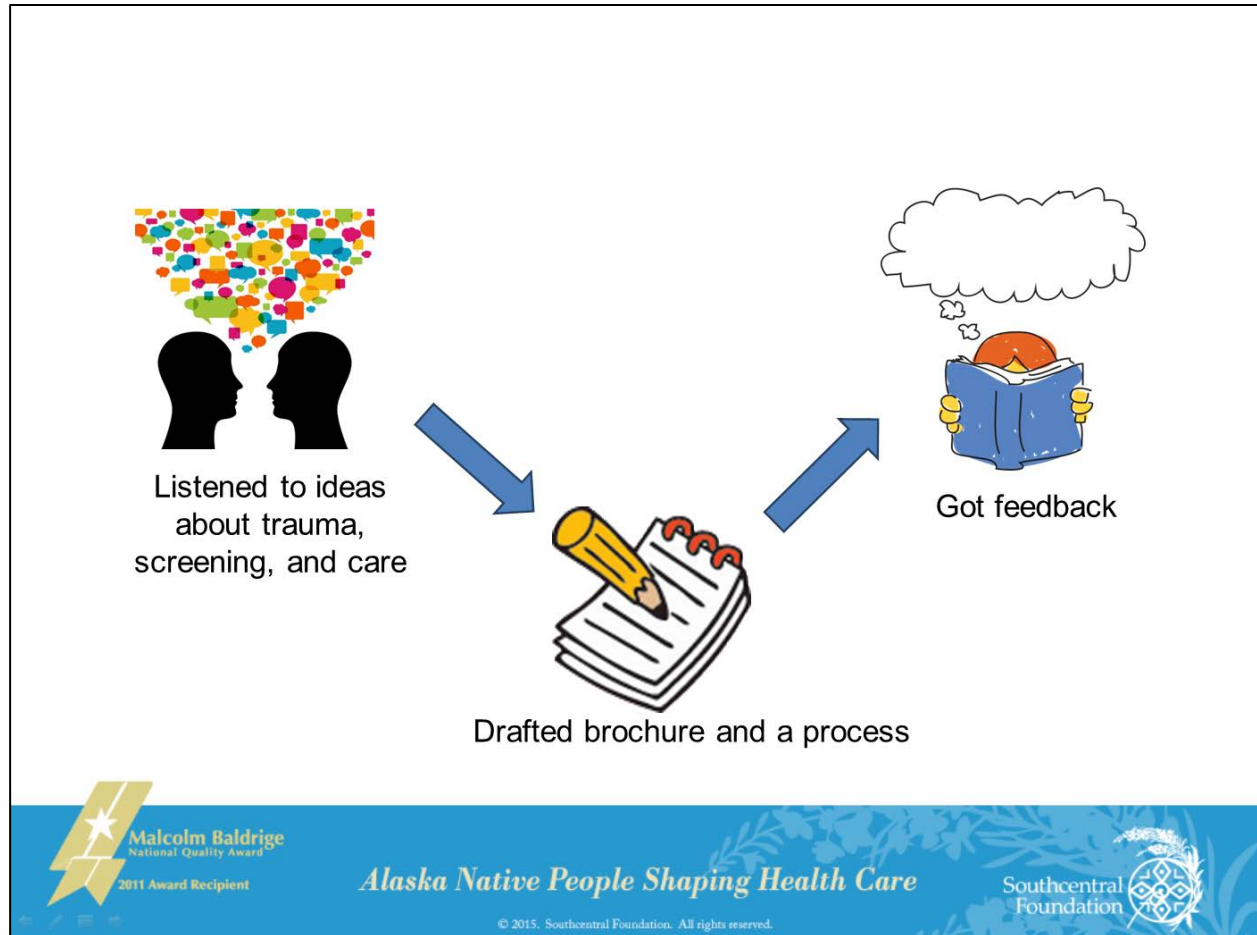 Listened to ideas
about trauma,
screening, and care
Drafted brochure and a process
Got feedback
Malcolm Baldrige
National Quality Award
2011 Award Recipient
Alaska Native People Shaping Health Care
© 2015. Southcentral Foundation. All rights reserved.
Southcentral
Foundation